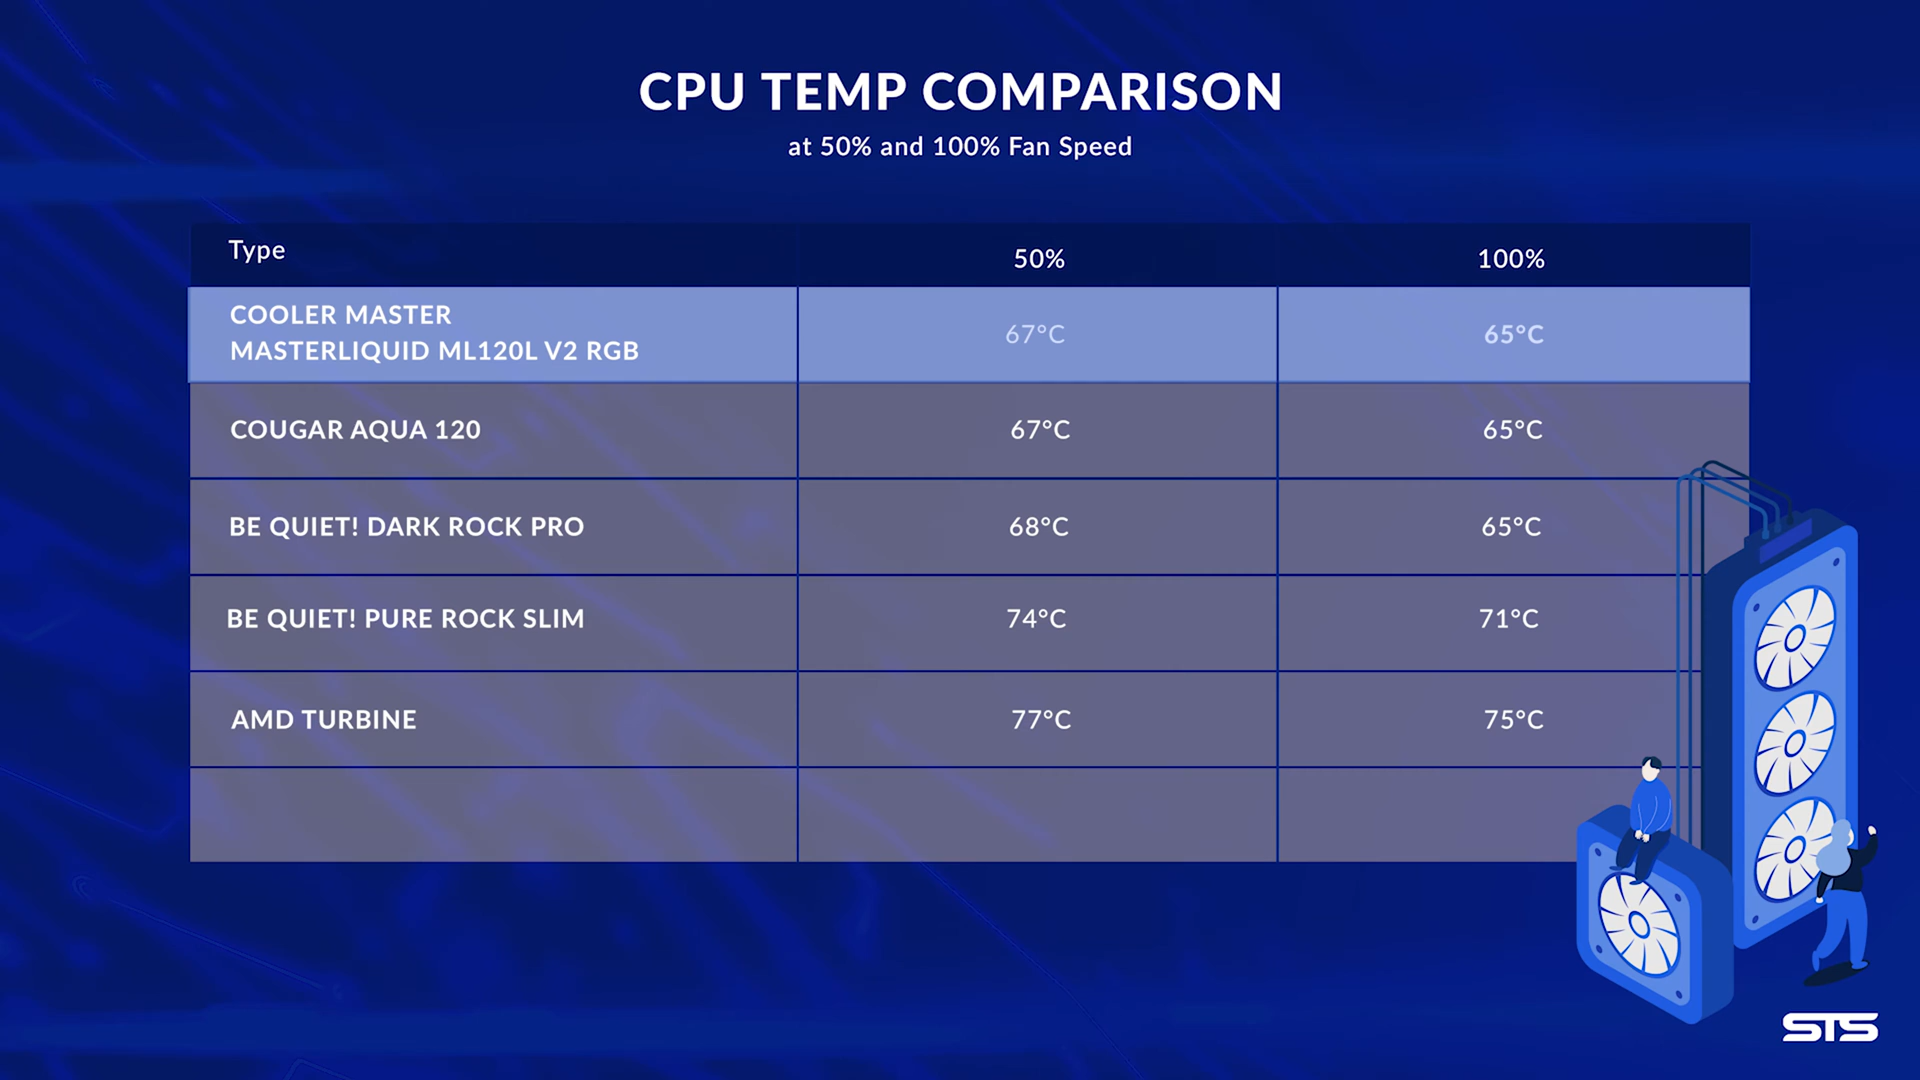 CPU TEMP COMPARISON
at 50% and 100% Fan Speed
Type 50% 100%
COOLER MASTER
MASTERLIQUID ML120L V2 RGB 67°C 65°C
COUGAR AQUA 120 67°C 65°C
BE QUIET! DARK ROCK PRO 68°C 65°C
BE QUIET! PURE ROCK SLIM 74°C 71°C
AMD TURBINE 77°C 75°C
STS